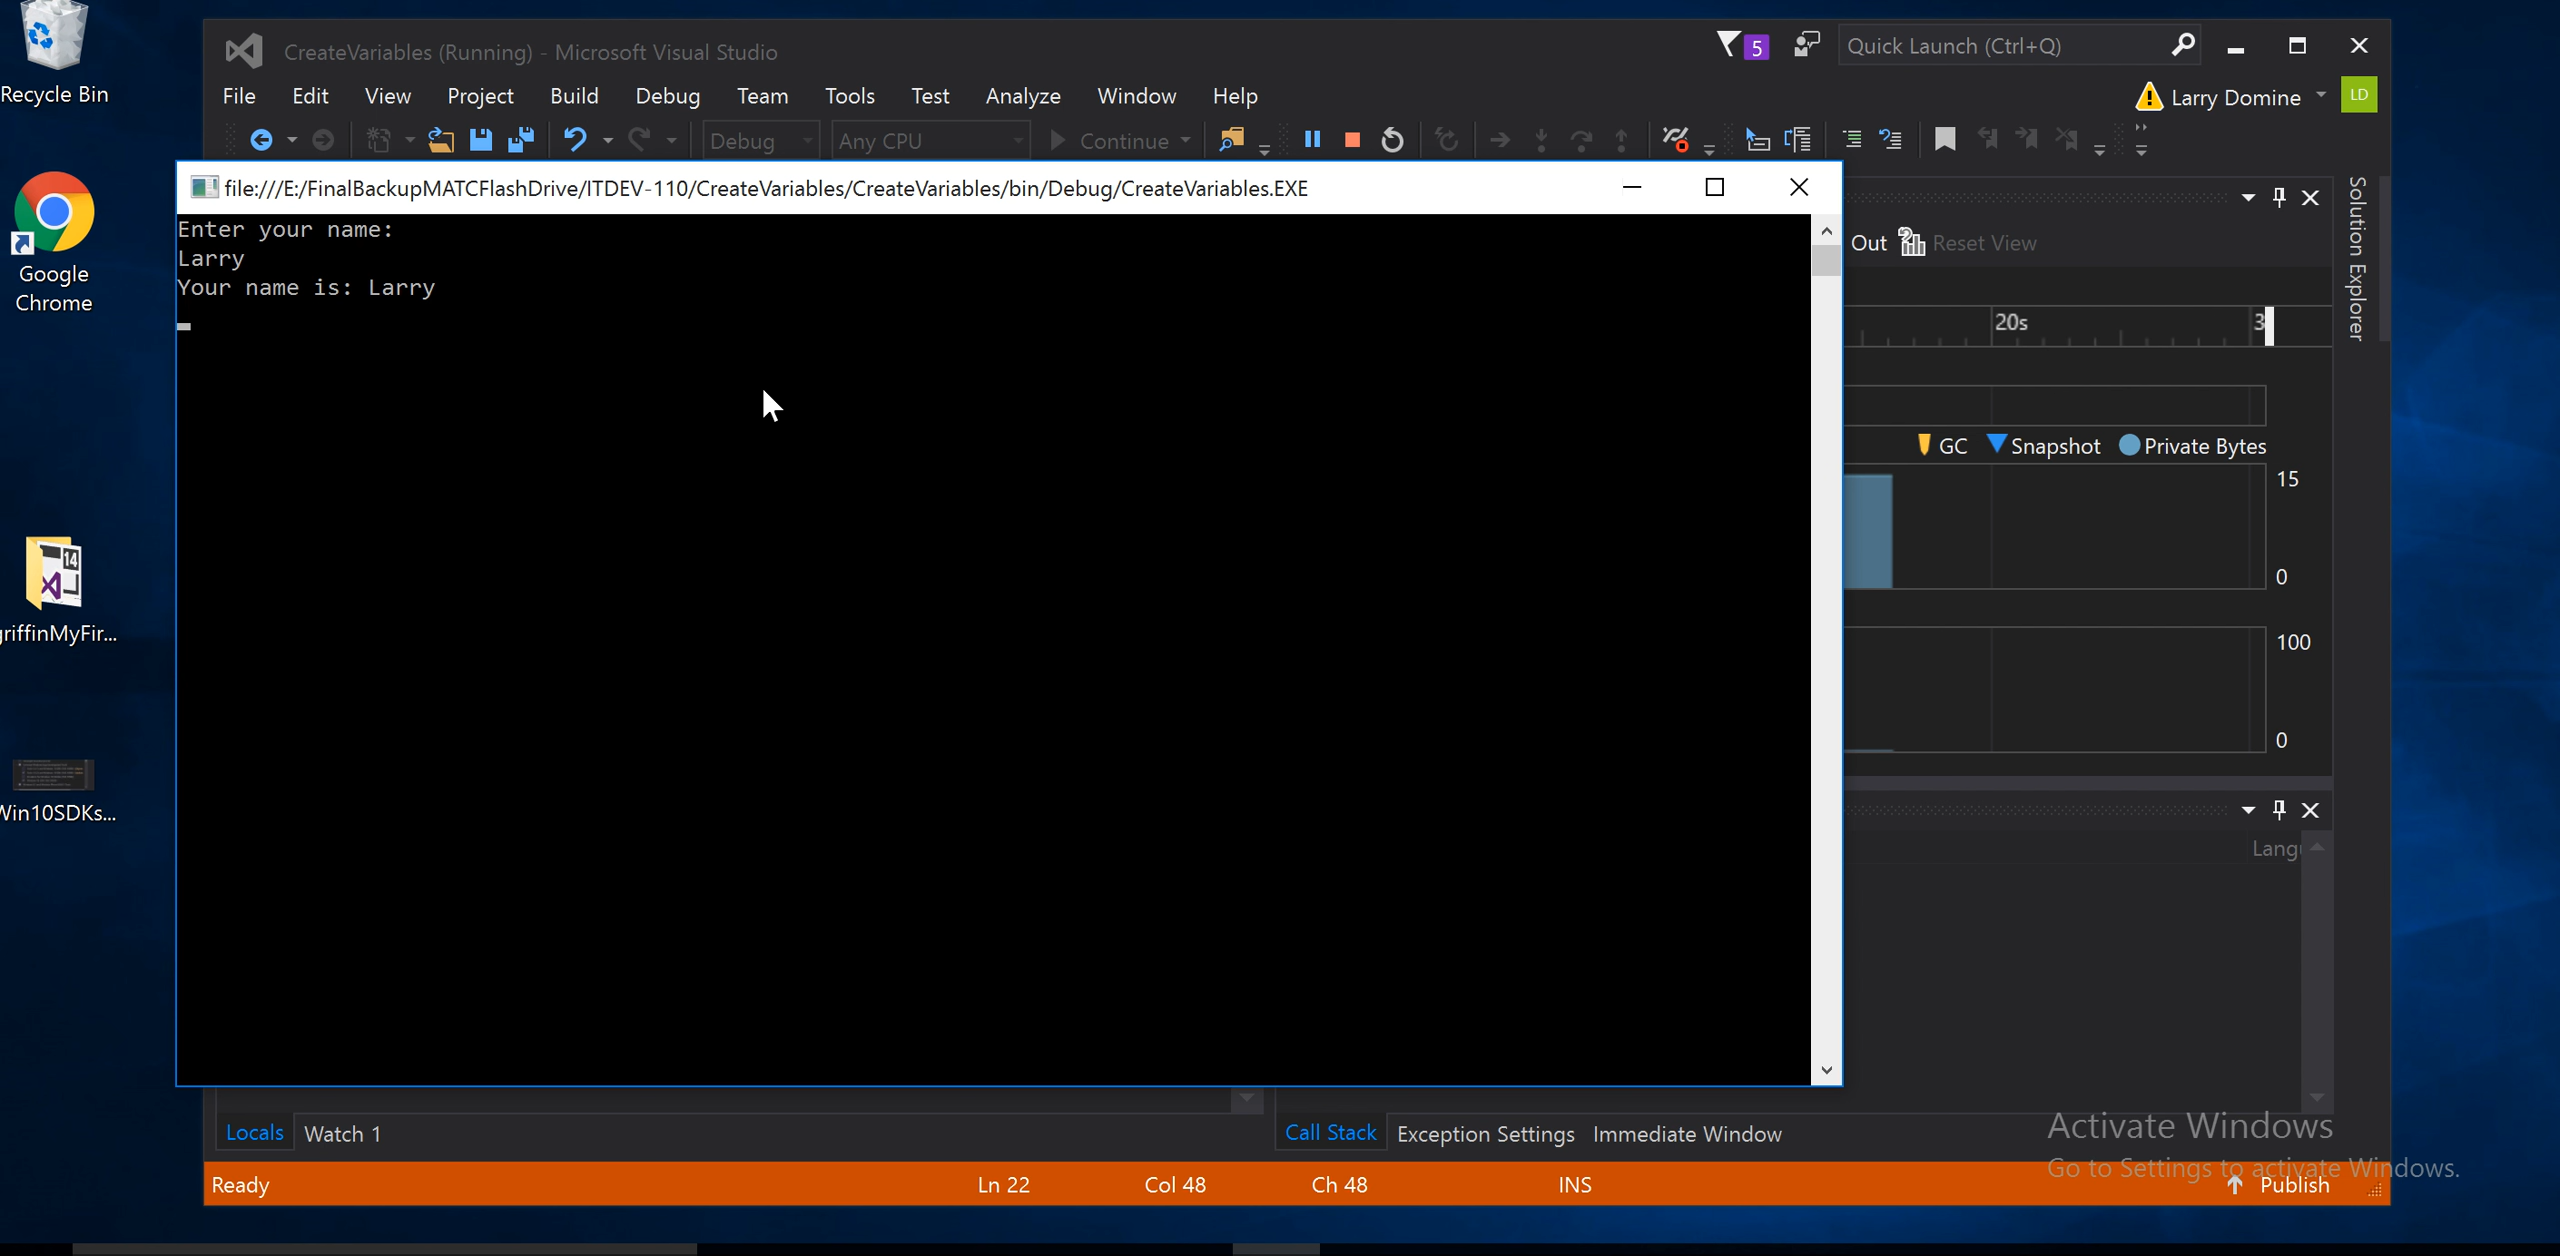 Recycle Bin
Google
Chrome
griffinMyFir...
Win10SDKs...
CreateVariables (Running) - Microsoft Visual Studio
5
Quick Launch (Ctrl+Q)
File Edit View Project Build Debug Team Tools Test Analyze Window Help
Larry Domine
LD
Debug Any CPU Continue
file:///E:/FinalBackupMATCFlashDrive/ITDEV-110/CreateVariables/CreateVariables/bin/Debug/CreateVariables.EXE
Enter your name:
Larry
Your name is: Larry
Solution Explorer
Out Reset View
20s 3
GC Snapshot Private Bytes
15
0
100
0
Langu
Locals Watch 1
Call Stack Exception Settings Immediate Window
Activate Windows
Go to Settings to activate Windows.
Ready Ln 22 Col 48 Ch 48 INS Publish